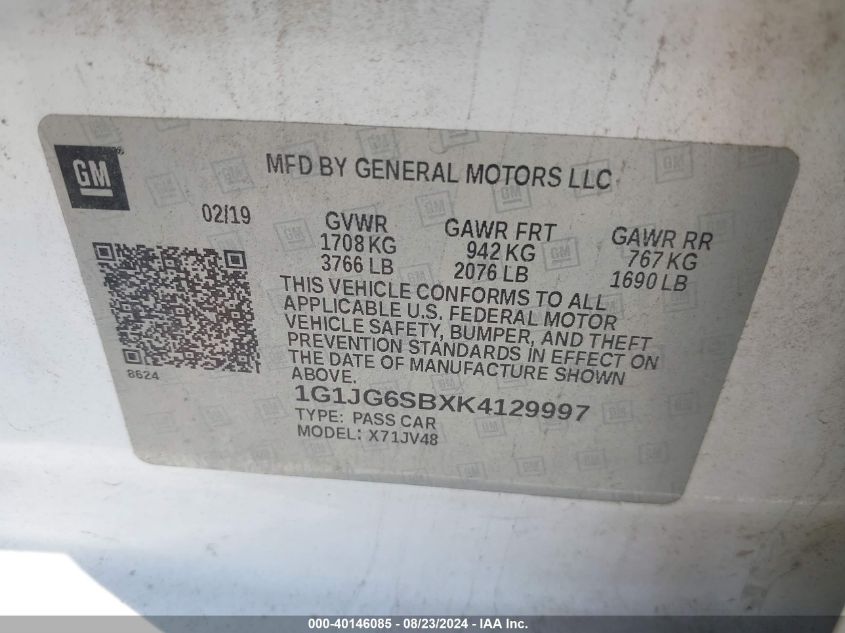 GM
MFD BY GENERAL MOTORS LLC
02/19
GVWR
1708 KG
3766 LB
GAWR FRT
942 KG
2076 LB
GAWR RR
767 KG
1690 LB
THIS VEHICLE CONFORMS TO ALL
APPLICABLE U.S. FEDERAL MOTOR
VEHICLE SAFETY, BUMPER, AND THEFT
PREVENTION STANDARDS IN EFFECT ON
THE DATE OF MANUFACTURE SHOWN
ABOVE.
8624
1G1JG6SBXK4129997
TYPE: PASS CAR
MODEL: X71JV48
000-40146085 - 08/23/2024 - IAA Inc.